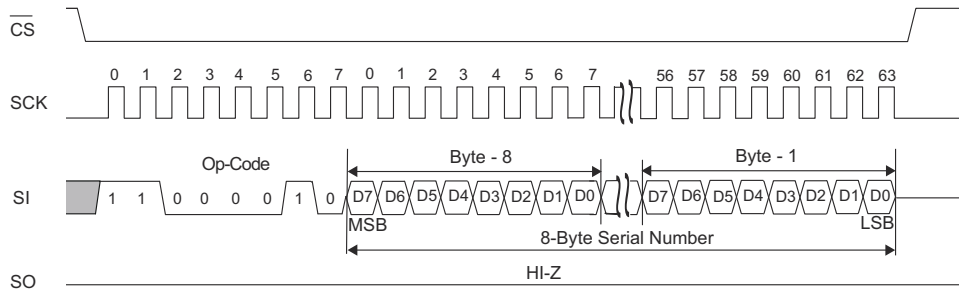 CS
0 1 2 3 4 5 6 7 0 1 2 3 4 5 6 7 56 57 58 59 60 61 62 63
SCK
Op-Code Byte - 8 Byte - 1
SI 1 1 0 0 0 0 1 0 D7 D6 D5 D4 D3 D2 D1 D0 D7 D6 D5 D4 D3 D2 D1 D0
MSB LSB
8-Byte Serial Number
HI-Z
SO